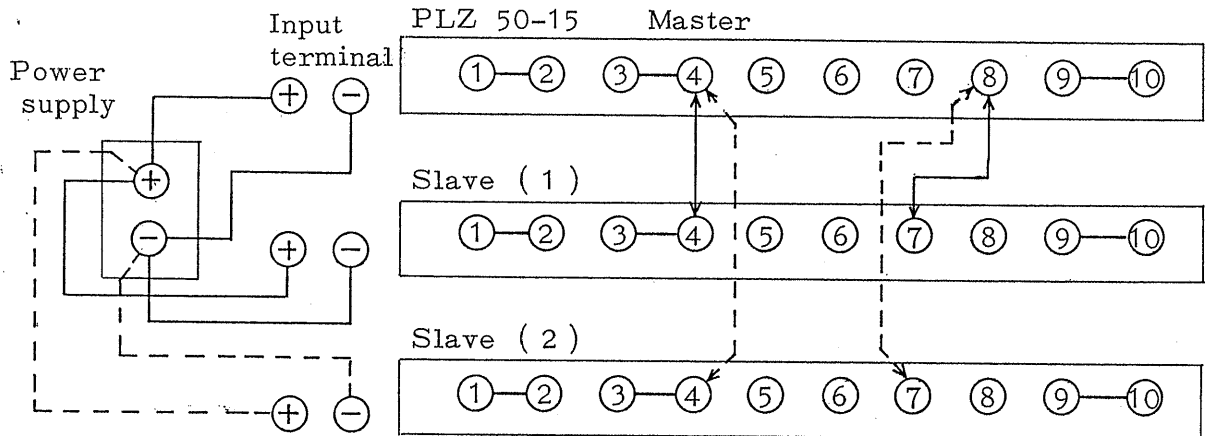 PLZ 50-15 Master
Input
terminal
Power
supply
+ −
1 2 3 4 5 6 7 8 9 10
+
Slave (1)
−
+ −
1 2 3 4 5 6 7 8 9 10
Slave (2)
+ −
1 2 3 4 5 6 7 8 9 10